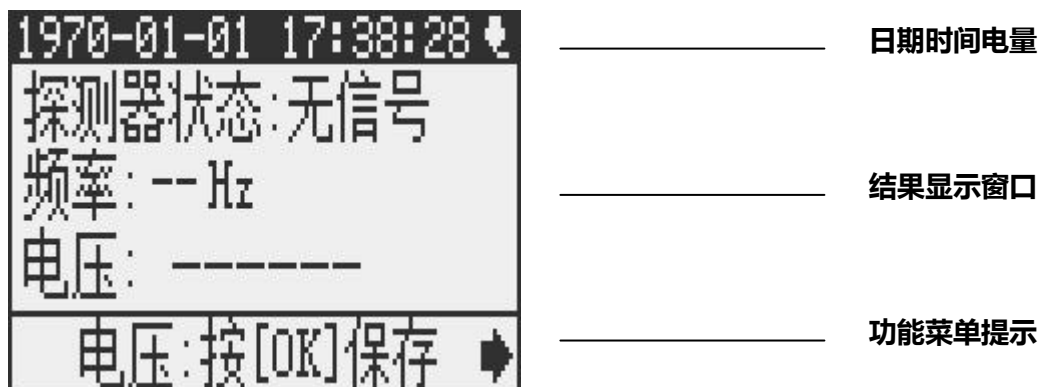 1970-01-01 17:38:28
日期时间电量
探测器状态:无信号
频率: --Hz
结果显示窗口
电压: ------
电压:按[OK]保存
功能菜单提示